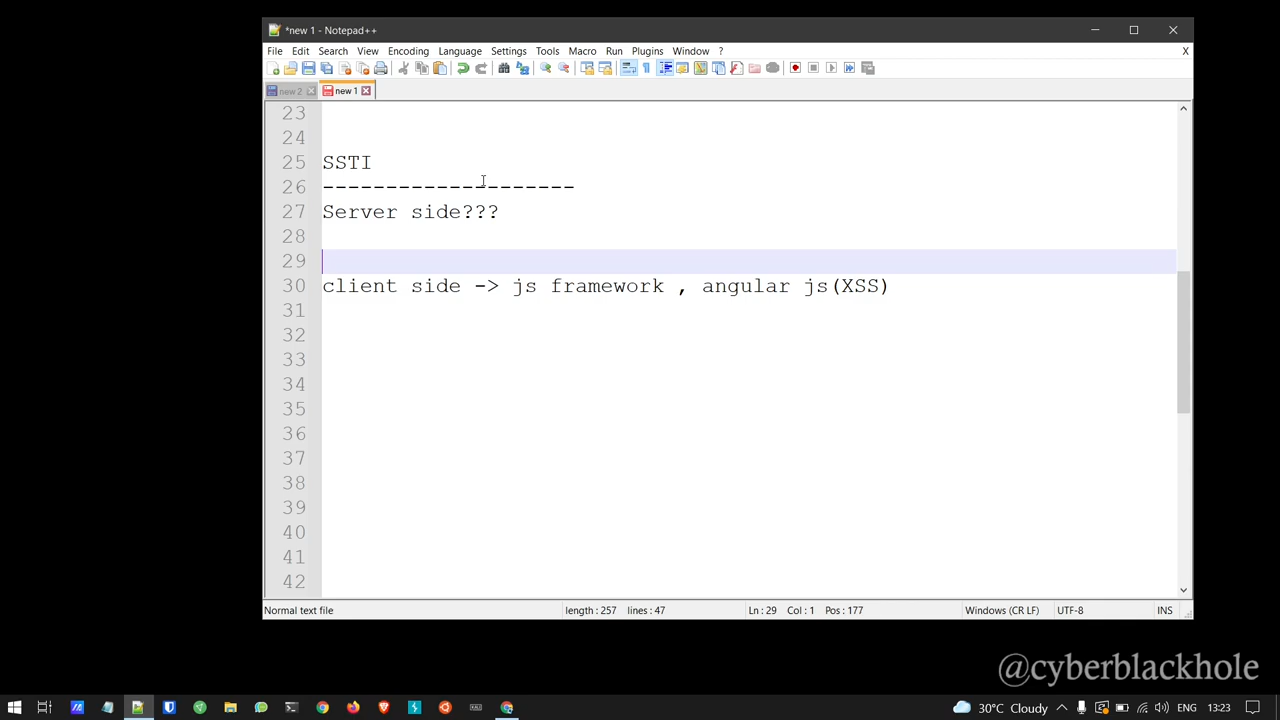 *new 1 - Notepad++
File Edit Search View Encoding Language Settings Tools Macro Run Plugins Window ? X
new 2 new 1
23
24
25 SSTI
26 --------------------
27 Server side???
28
29
30 client side -> js framework , angular js(XSS)
31
32
33
34
35
36
37
38
39
40
41
42
Normal text file length : 257 lines : 47 Ln : 29 Col : 1 Pos : 177 Windows (CR LF) UTF-8 INS
@cyberblackhole
30°C Cloudy ENG 13:23